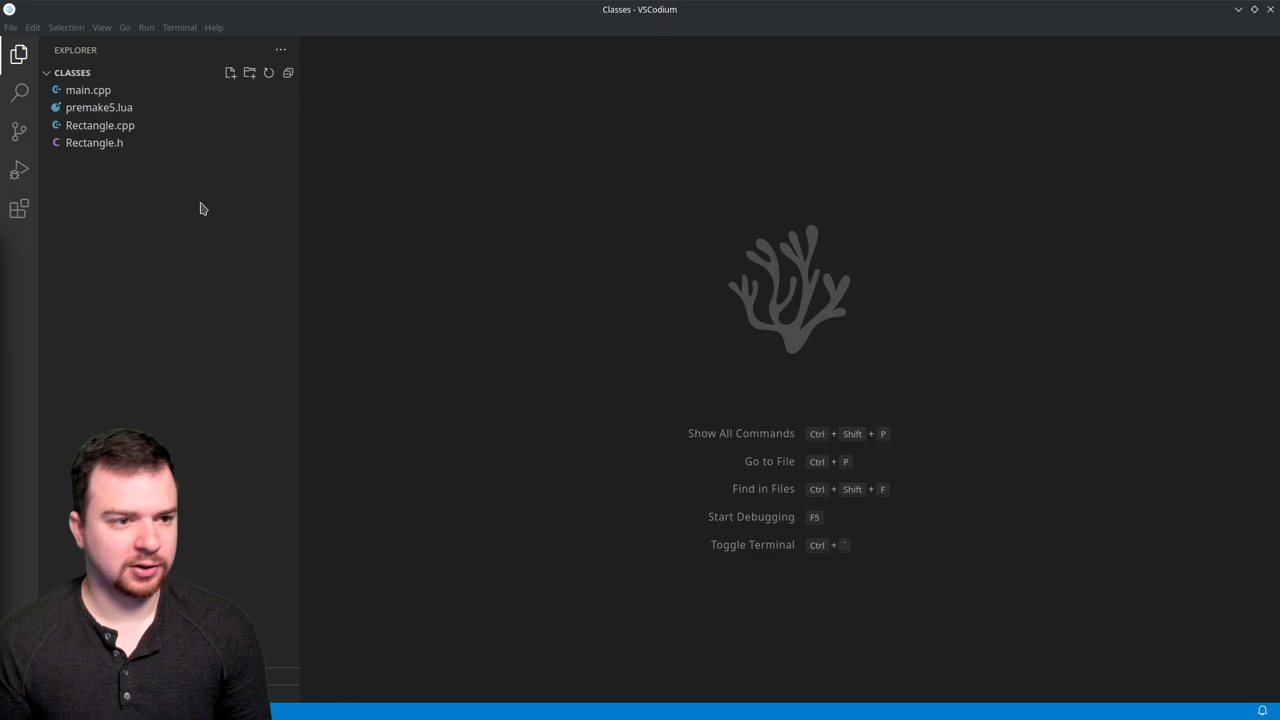 Classes - VSCodium
File Edit Selection View Go Run Terminal Help
EXPLORER
CLASSES
main.cpp
premake5.lua
Rectangle.cpp
Rectangle.h
Show All Commands Ctrl + Shift + P
Go to File Ctrl + P
Find in Files Ctrl + Shift + F
Start Debugging F5
Toggle Terminal Ctrl + `